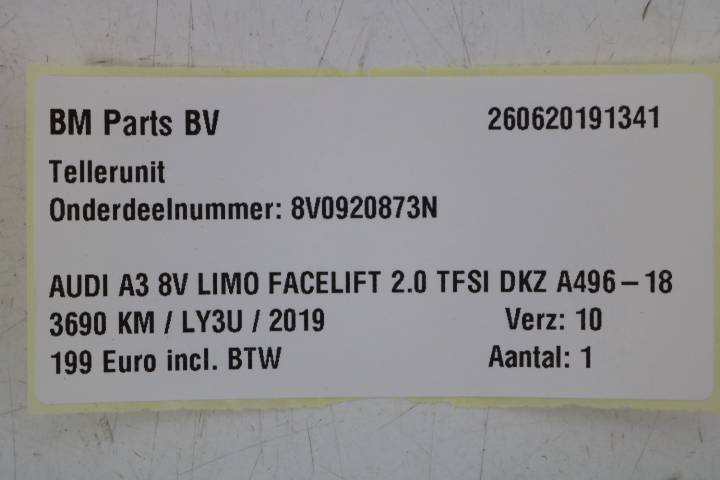 BM Parts BV 260620191341
Tellerunit
Onderdeelnummer: 8V0920873N
AUDI A3 8V LIMO FACELIFT 2.0 TFSI DKZ A496-18
3690 KM / LY3U / 2019 Verz: 10
199 Euro incl. BTW Aantal: 1